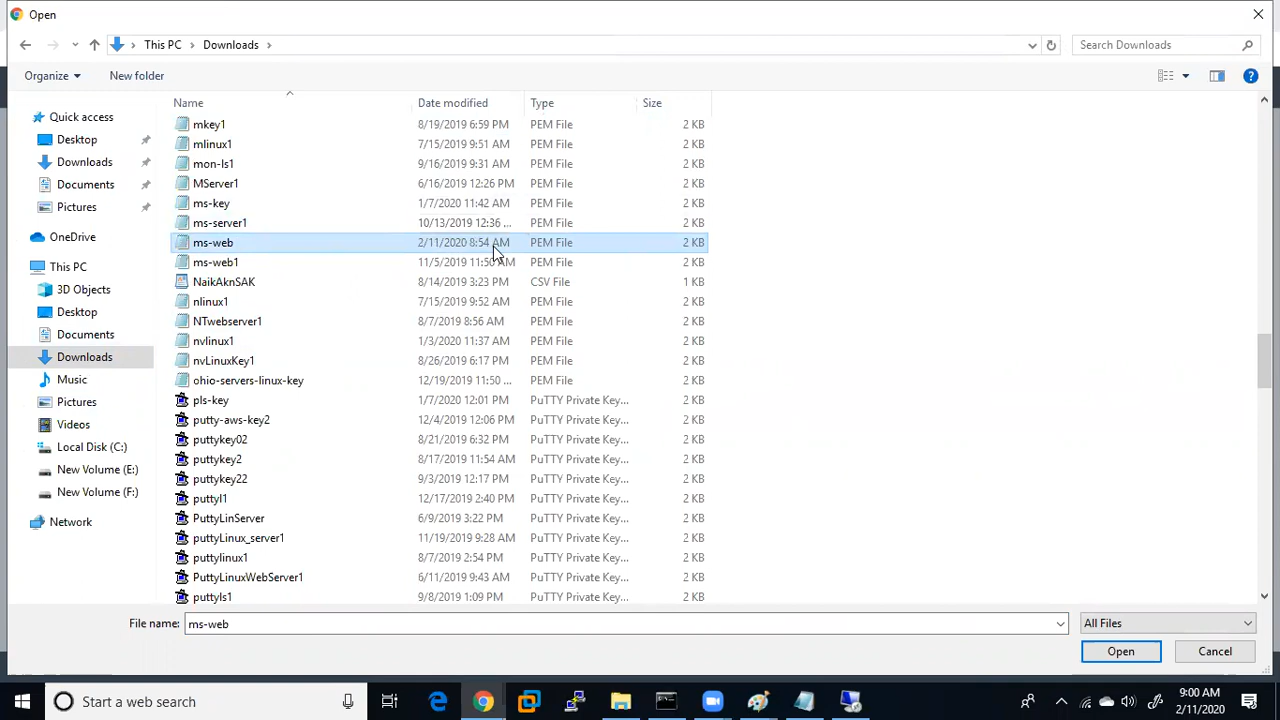 Open
This PC > Downloads >
Search Downloads
Organize
New folder
Quick access
Desktop
Downloads
Documents
Pictures
OneDrive
This PC
3D Objects
Desktop
Documents
Downloads
Music
Pictures
Videos
Local Disk (C:)
New Volume (E:)
New Volume (F:)
Network
Name Date modified Type Size
mkey1 8/19/2019 6:59 PM PEM File 2 KB
mlinux1 7/15/2019 9:51 AM PEM File 2 KB
mon-ls1 9/16/2019 9:31 AM PEM File 2 KB
MServer1 6/16/2019 12:26 PM PEM File 2 KB
ms-key 1/7/2020 11:42 AM PEM File 2 KB
ms-server1 10/13/2019 12:36 ... PEM File 2 KB
ms-web 2/11/2020 8:54 AM PEM File 2 KB
ms-web1 11/5/2019 11:50 AM PEM File 2 KB
NaikAknSAK 8/14/2019 3:23 PM CSV File 1 KB
nlinux1 7/15/2019 9:52 AM PEM File 2 KB
NTwebserver1 8/7/2019 8:56 AM PEM File 2 KB
nvlinux1 1/3/2020 11:37 AM PEM File 2 KB
nvLinuxKey1 8/26/2019 6:17 PM PEM File 2 KB
ohio-servers-linux-key 12/19/2019 11:50 ... PEM File 2 KB
pls-key 1/7/2020 12:01 PM PuTTY Private Key... 2 KB
putty-aws-key2 12/4/2019 12:06 PM PuTTY Private Key... 2 KB
puttykey02 8/21/2019 6:32 PM PuTTY Private Key... 2 KB
puttykey2 8/17/2019 11:54 AM PuTTY Private Key... 2 KB
puttykey22 9/3/2019 12:17 PM PuTTY Private Key... 2 KB
puttyl1 12/17/2019 2:40 PM PuTTY Private Key... 2 KB
PuttyLinServer 6/9/2019 3:22 PM PuTTY Private Key... 2 KB
puttyLinux_server1 11/19/2019 9:28 AM PuTTY Private Key... 2 KB
puttylinux1 8/7/2019 2:54 PM PuTTY Private Key... 2 KB
PuttyLinuxWebServer1 6/11/2019 9:43 AM PuTTY Private Key... 2 KB
puttyls1 9/8/2019 1:09 PM PuTTY Private Key... 2 KB
File name: ms-web
All Files
Open
Cancel
Search a web search
9:00 AM
2/11/2020